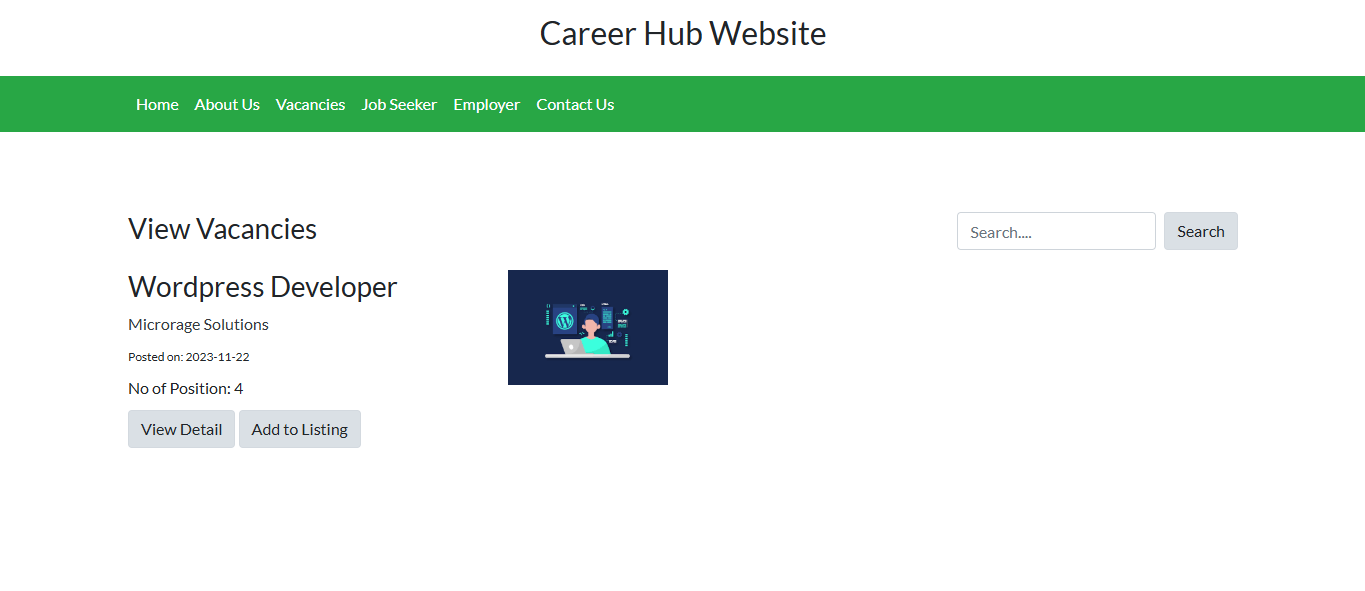 Career Hub Website
Home About Us Vacancies Job Seeker Employer Contact Us
View Vacancies
Search.... Search
Wordpress Developer
Microrage Solutions
Posted on: 2023-11-22
No of Position: 4
View Detail Add to Listing